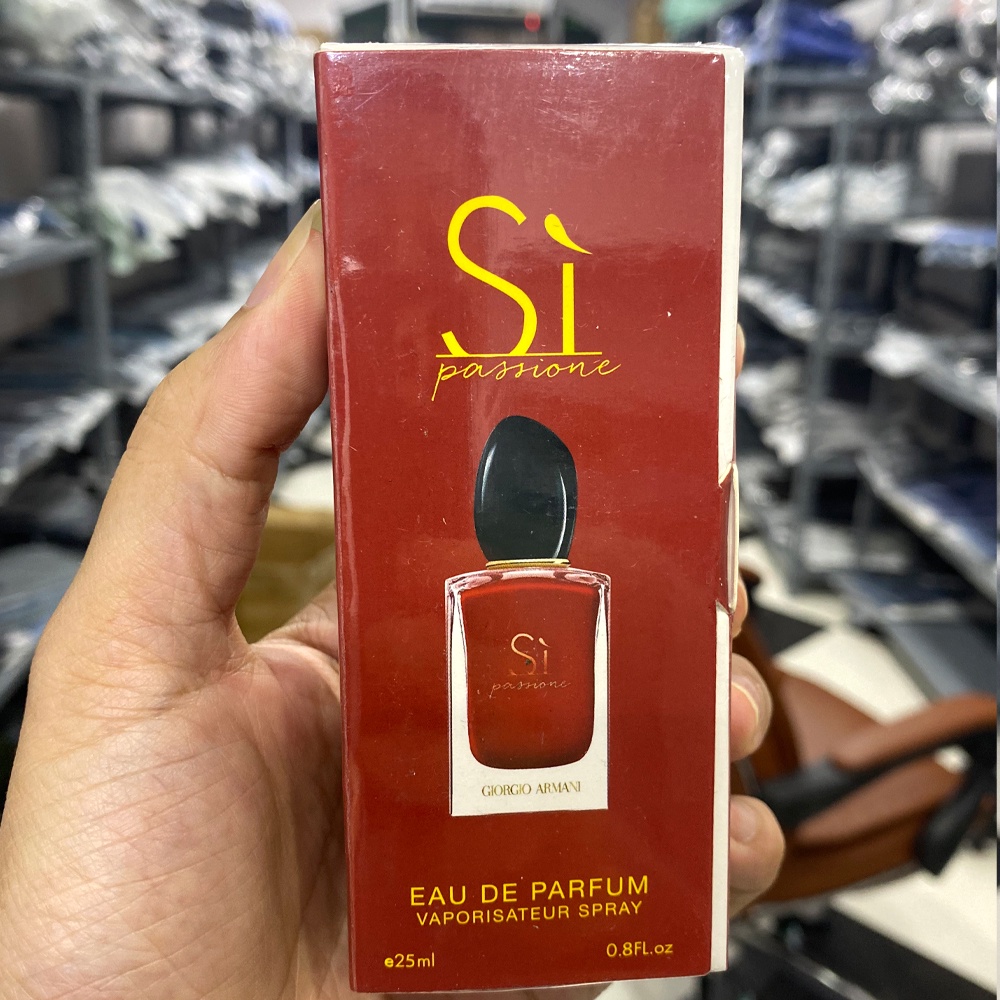 Sì
passione
Sì
passione
GIORGIO ARMANI
EAU DE PARFUM
VAPORISATEUR SPRAY
e25ml 0.8FL.oz